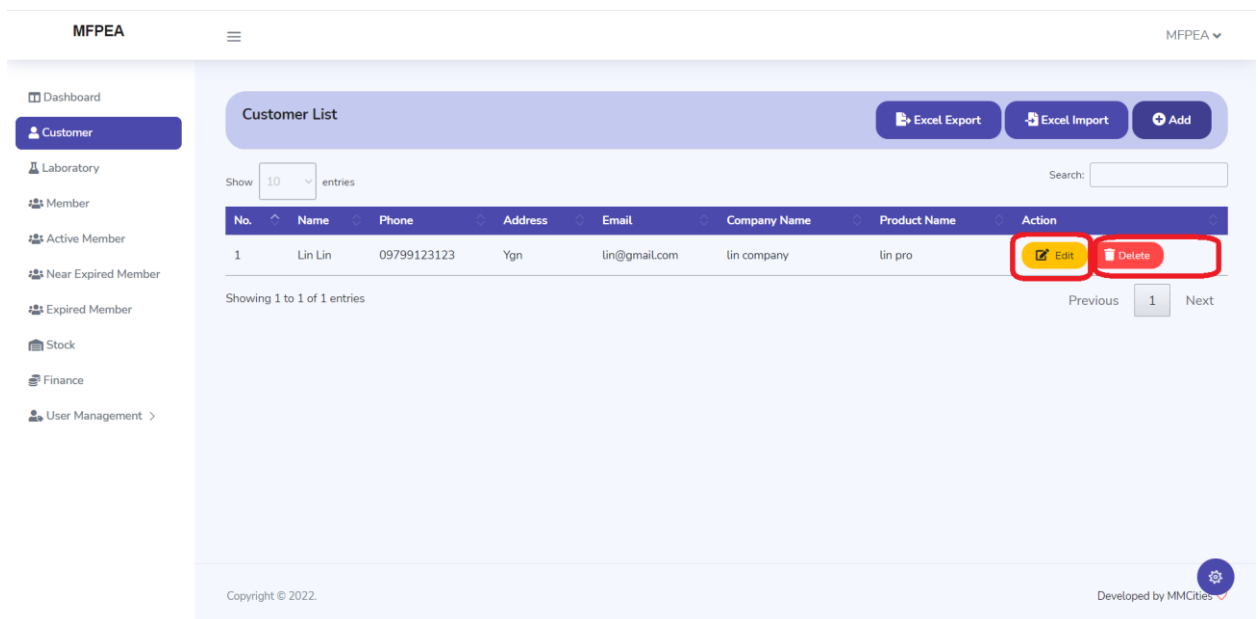 MFPEA
MFPEA
Dashboard
Customer
Laboratory
Member
Active Member
Near Expired Member
Expired Member
Stock
Finance
User Management
Customer List
Excel Export
Excel Import
Add
Show 10 entries
Search:
No. Name Phone Address Email Company Name Product Name Action
1 Lin Lin 09799123123 Ygn lin@gmail.com lin company lin pro Edit Delete
Showing 1 to 1 of 1 entries
Previous 1 Next
Copyright © 2022.
Developed by MMCities